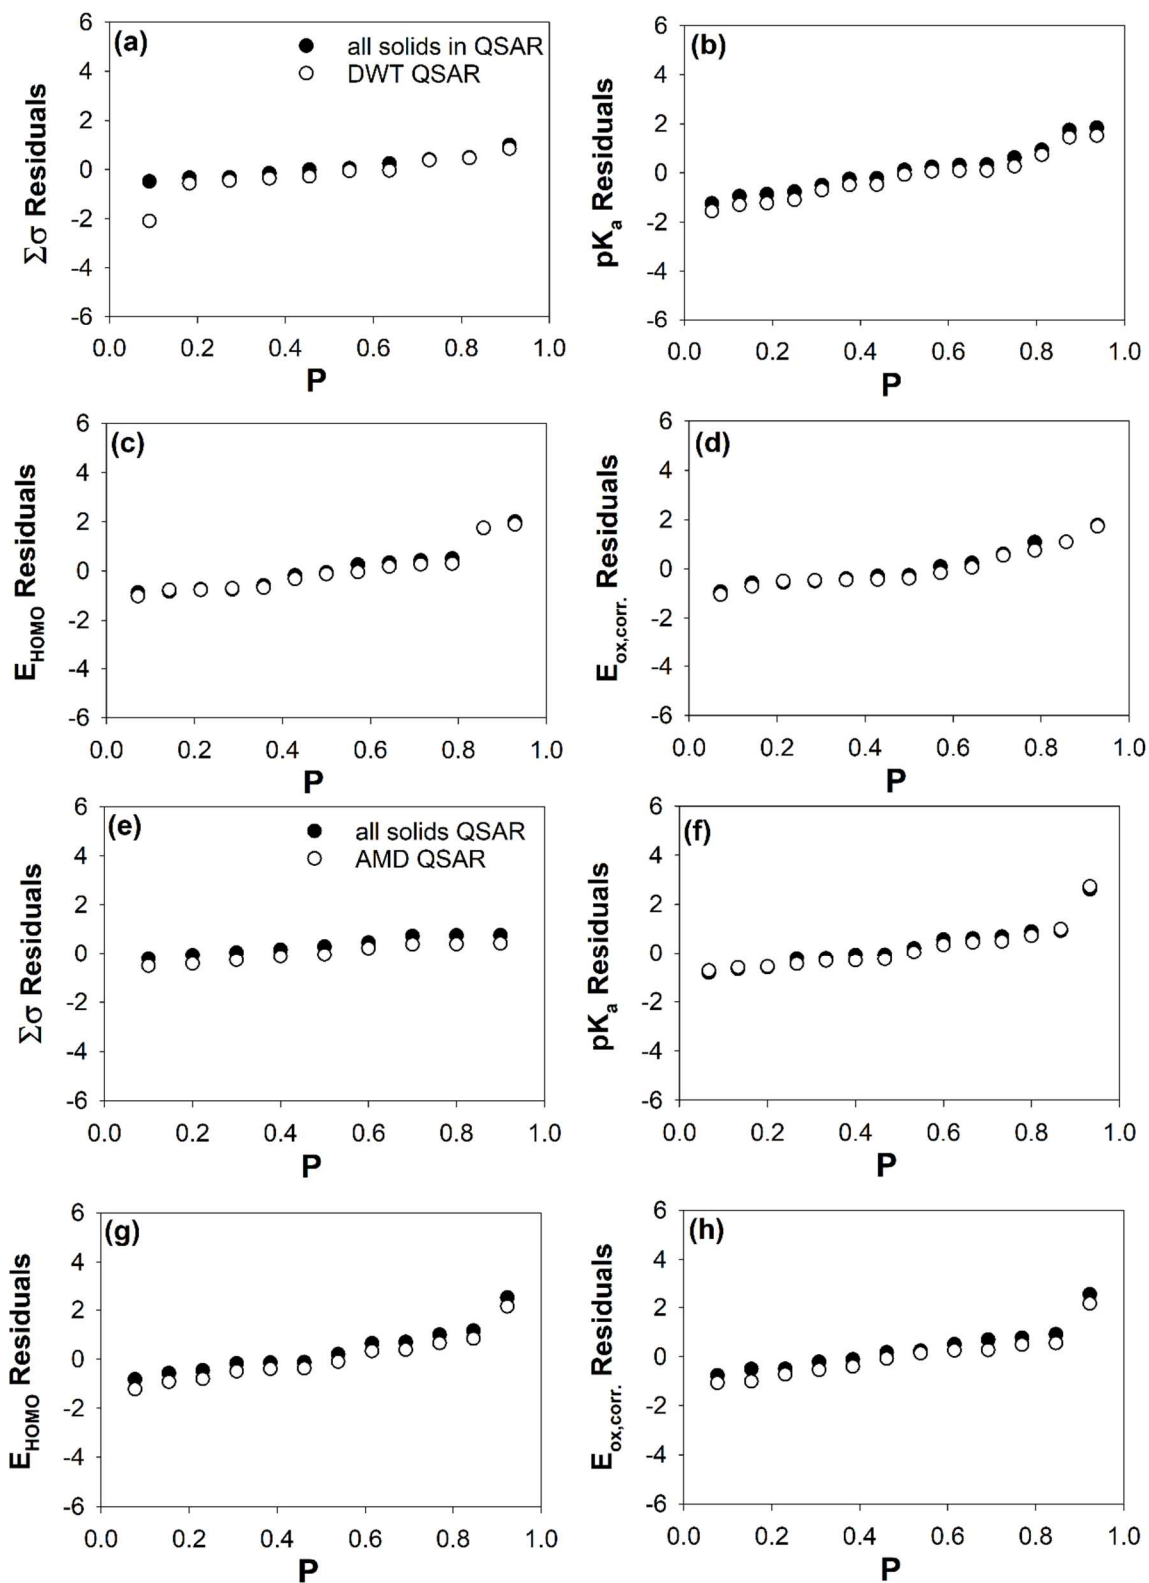 (a)
all solids in QSAR
DWT QSAR
Σσ Residuals
6
4
2
0
-2
-4
-6
0.0 0.2 0.4 0.6 0.8 1.0
P
(b)
pKa Residuals
6
4
2
0
-2
-4
-6
0.0 0.2 0.4 0.6 0.8 1.0
P
(c)
EHOMO Residuals
6
4
2
0
-2
-4
-6
0.0 0.2 0.4 0.6 0.8 1.0
P
(d)
Eox,corr. Residuals
6
4
2
0
-2
-4
-6
0.0 0.2 0.4 0.6 0.8 1.0
P
(e)
all solids QSAR
AMD QSAR
Σσ Residuals
6
4
2
0
-2
-4
-6
0.0 0.2 0.4 0.6 0.8 1.0
P
(f)
pKa Residuals
6
4
2
0
-2
-4
-6
0.0 0.2 0.4 0.6 0.8 1.0
P
(g)
EHOMO Residuals
6
4
2
0
-2
-4
-6
0.0 0.2 0.4 0.6 0.8 1.0
P
(h)
Eox,corr. Residuals
6
4
2
0
-2
-4
-6
0.0 0.2 0.4 0.6 0.8 1.0
P